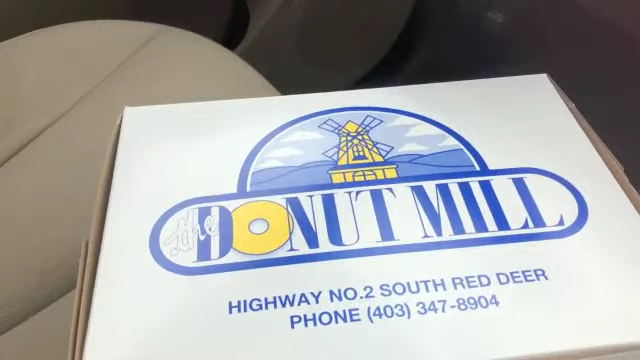 the DONUT MILL
HIGHWAY NO.2 SOUTH RED DEER
PHONE (403) 347-8904